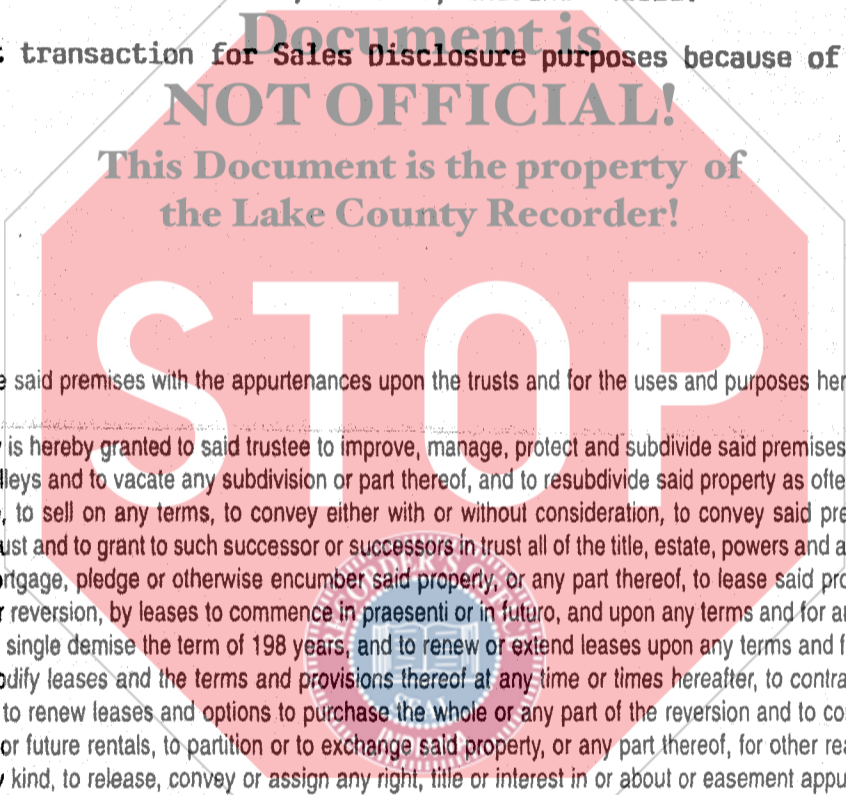 Document is
transaction for Sales Disclosure purposes because of
NOT OFFICIAL!
This Document is the property of
the Lake County Recorder!
STOP
said premises with the appurtenances upon the trusts and for the uses and purposes her
is hereby granted to said trustee to improve, manage, protect and subdivide said premises
lleys and to vacate any subdivision or part thereof, and to resubdivide said property as ofte
, to sell on any terms, to convey either with or without consideration, to convey said pre
ust and to grant to such successor or successors in trust all of the title, estate, powers and a
rtgage, pledge or otherwise encumber said property, or any part thereof, to lease said pro
r reversion, by leases to commence in praesenti or in futuro, and upon any terms and for a
single demise the term of 198 years, and to renew or extend leases upon any terms and f
odify leases and the terms and provisions thereof at any time or times hereafter, to contra
to renew leases and options to purchase the whole or any part of the reversion and to co
or future rentals, to partition or to exchange said property, or any part thereof, for other rea
kind, to release, convey or assign any right, title or interest in or about or easement appu
RECORDER'S OFFICE
SEAL